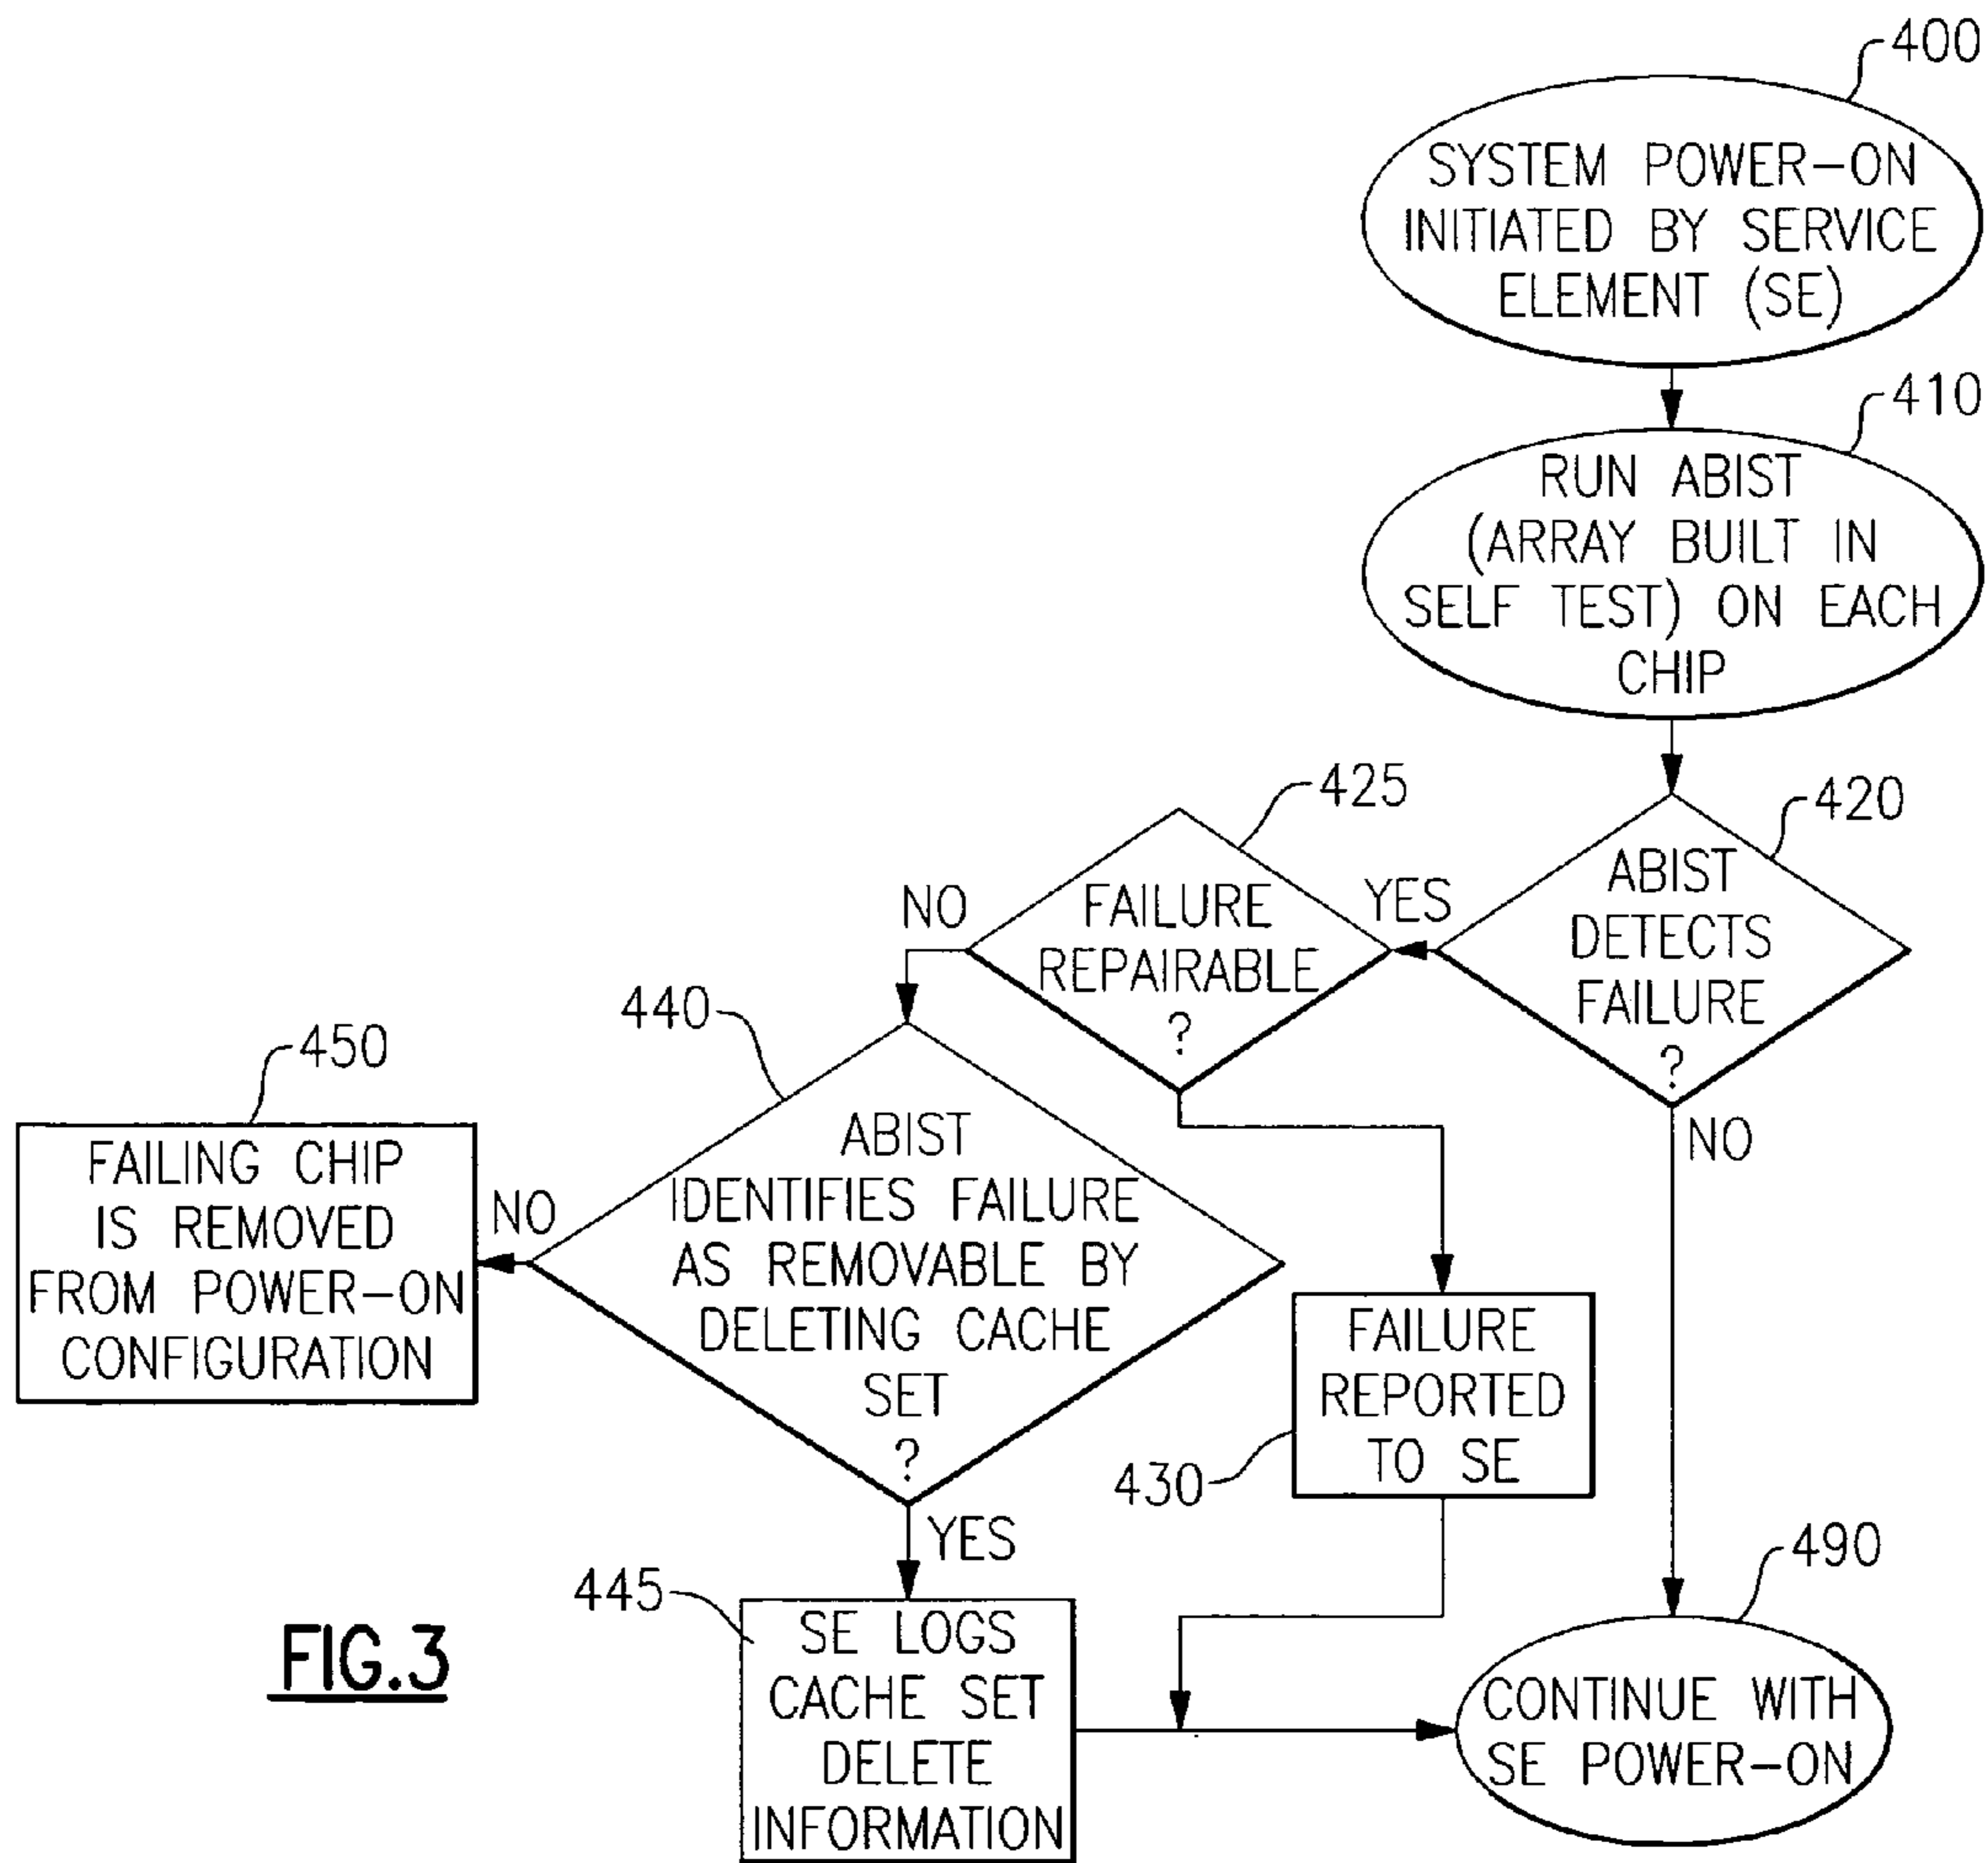 400
SYSTEM POWER-ON
INITIATED BY SERVICE
ELEMENT (SE)
410
RUN ABIST
(ARRAY BUILT IN
SELF TEST) ON EACH
CHIP
420
ABIST
DETECTS
FAILURE
?
YES
NO
425
FAILURE
REPAIRABLE
?
NO
440
ABIST
IDENTIFIES FAILURE
AS REMOVABLE BY
DELETING CACHE
SET
?
NO
YES
450
FAILING CHIP
IS REMOVED
FROM POWER-ON
CONFIGURATION
FAILURE
REPORTED
TO SE
430
445
SE LOGS
CACHE SET
DELETE
INFORMATION
490
CONTINUE WITH
SE POWER-ON
FIG.3